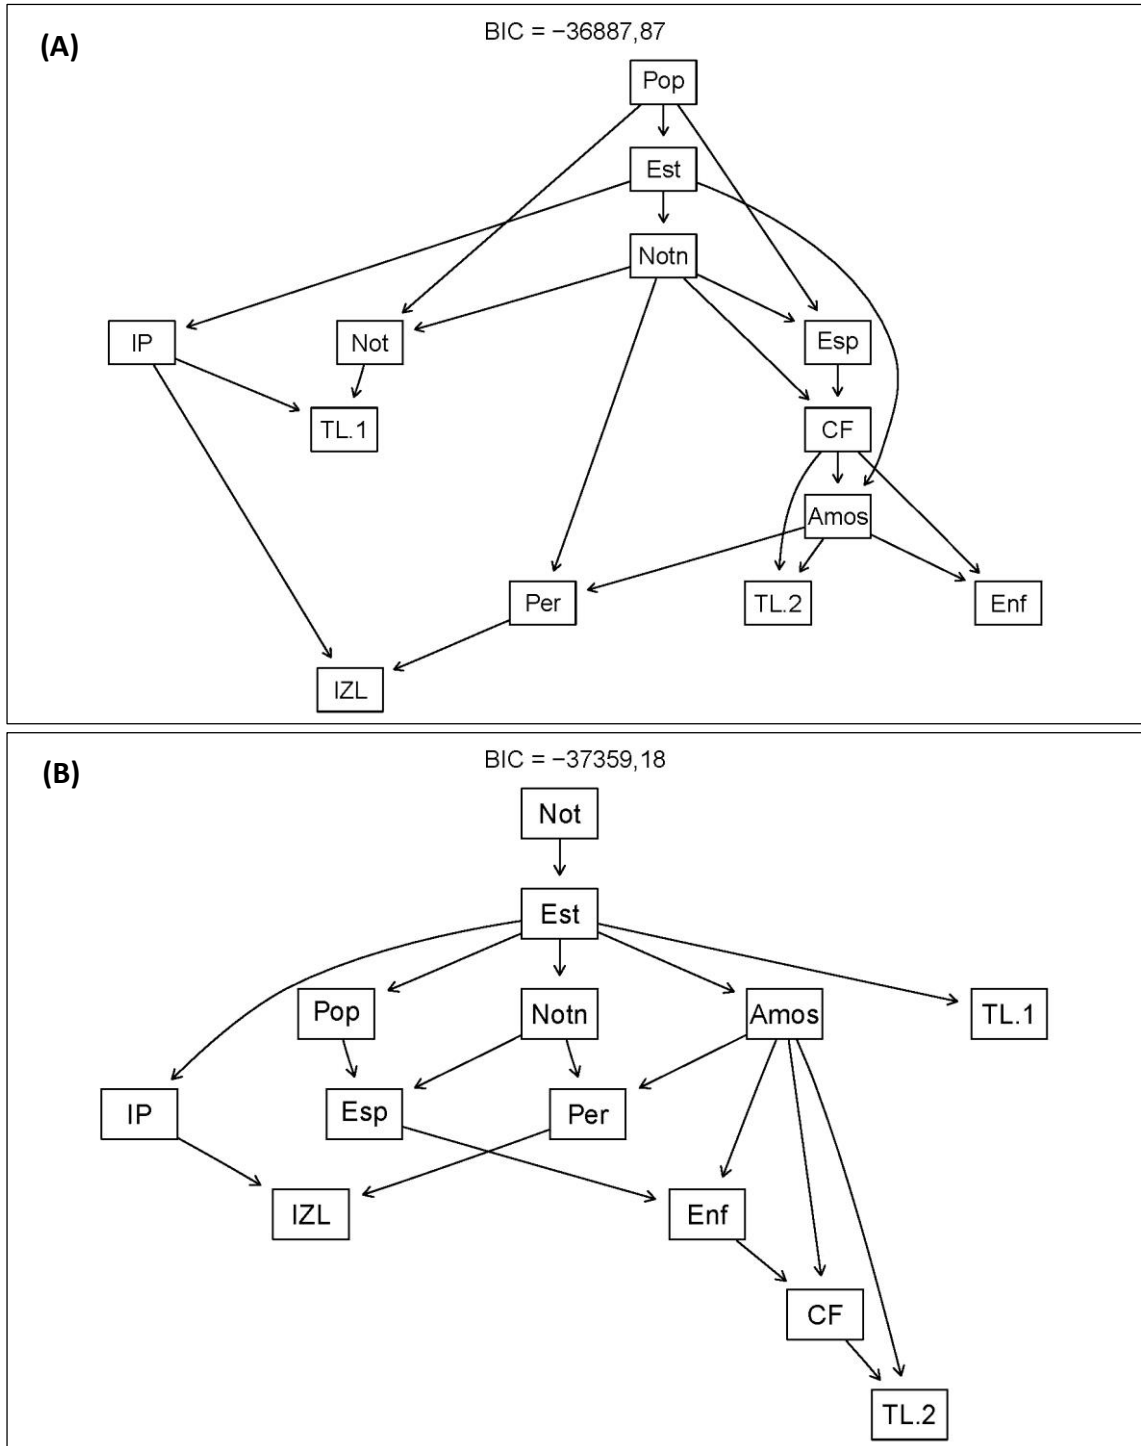 (A)
BIC = −36887,87
Pop
Est
Notn
IP
Not
Esp
TL.1
CF
Amos
Per
TL.2
Enf
IZL
(B)
BIC = −37359,18
Not
Est
Pop
Notn
Amos
TL.1
IP
Esp
Per
IZL
Enf
CF
TL.2